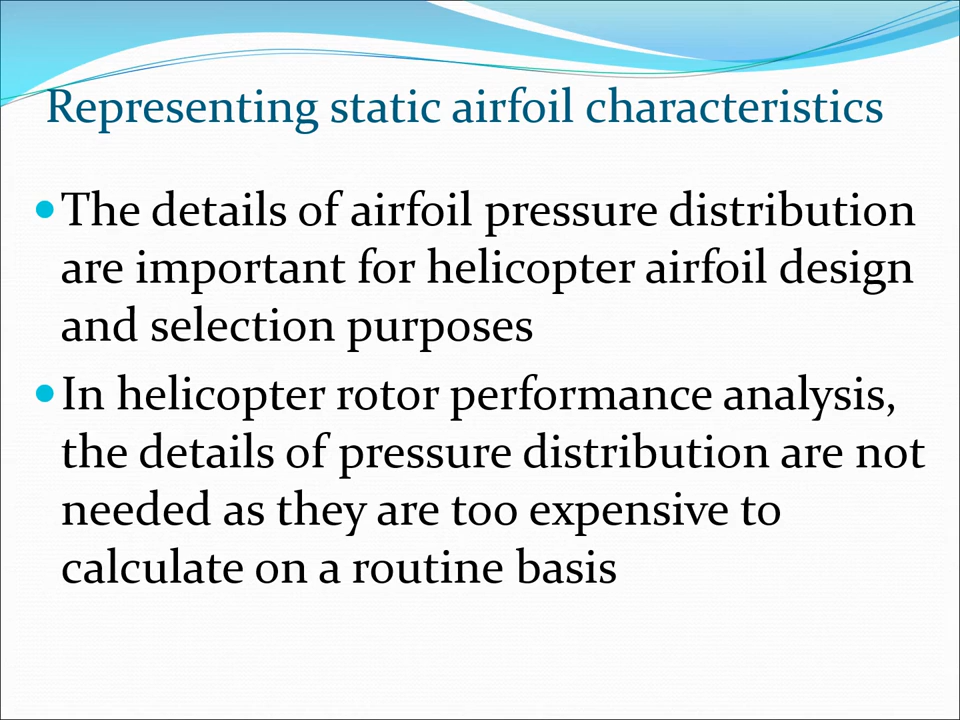 Representing static airfoil characteristics
The details of airfoil pressure distribution
are important for helicopter airfoil design
and selection purposes
In helicopter rotor performance analysis,
the details of pressure distribution are not
needed as they are too expensive to
calculate on a routine basis